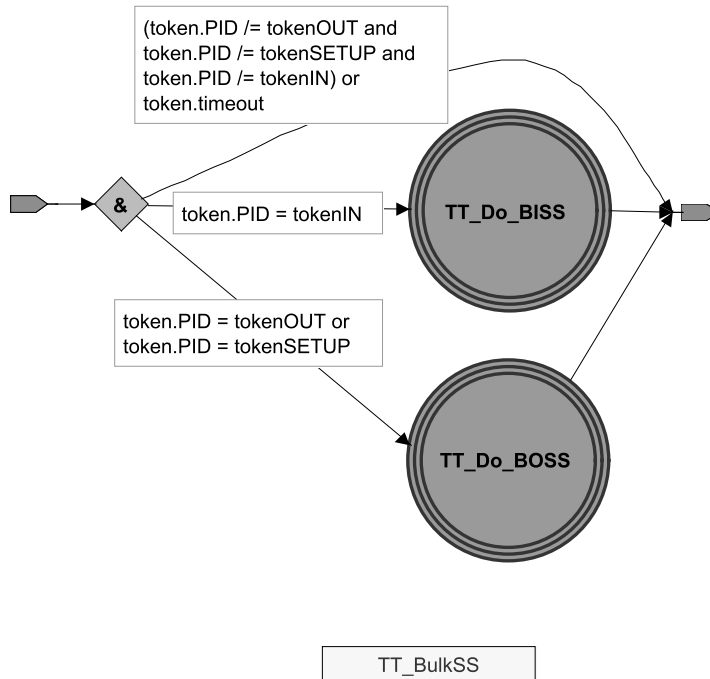 (token.PID /= tokenOUT and
token.PID /= tokenSETUP and
token.PID /= tokenIN) or
token.timeout
&
token.PID = tokenIN
TT_Do_BISS
token.PID = tokenOUT or
token.PID = tokenSETUP
TT_Do_BOSS
TT_BulkSS